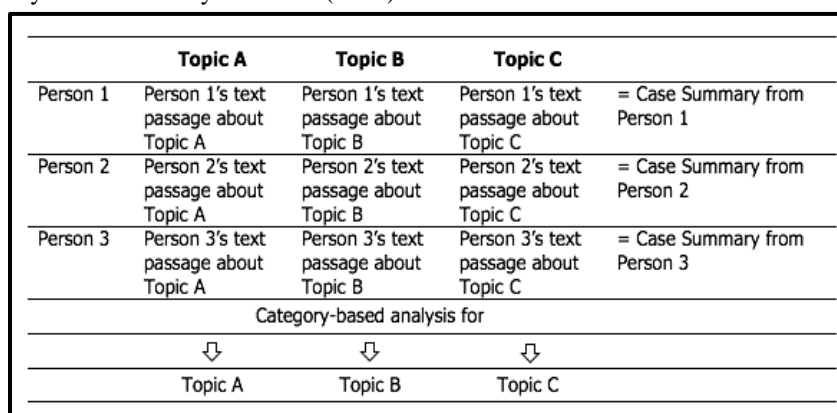 Topic A Topic B Topic C
Person 1 Person 1's text Person 1's text Person 1's text = Case Summary from
passage about passage about passage about Person 1
Topic A Topic B Topic C
Person 2 Person 2's text Person 2's text Person 2's text = Case Summary from
passage about passage about passage about Person 2
Topic A Topic B Topic C
Person 3 Person 3's text Person 3's text Person 3's text = Case Summary from
passage about passage about passage about Person 3
Topic A Topic B Topic C
Category-based analysis for
⇩ ⇩ ⇩
Topic A Topic B Topic C